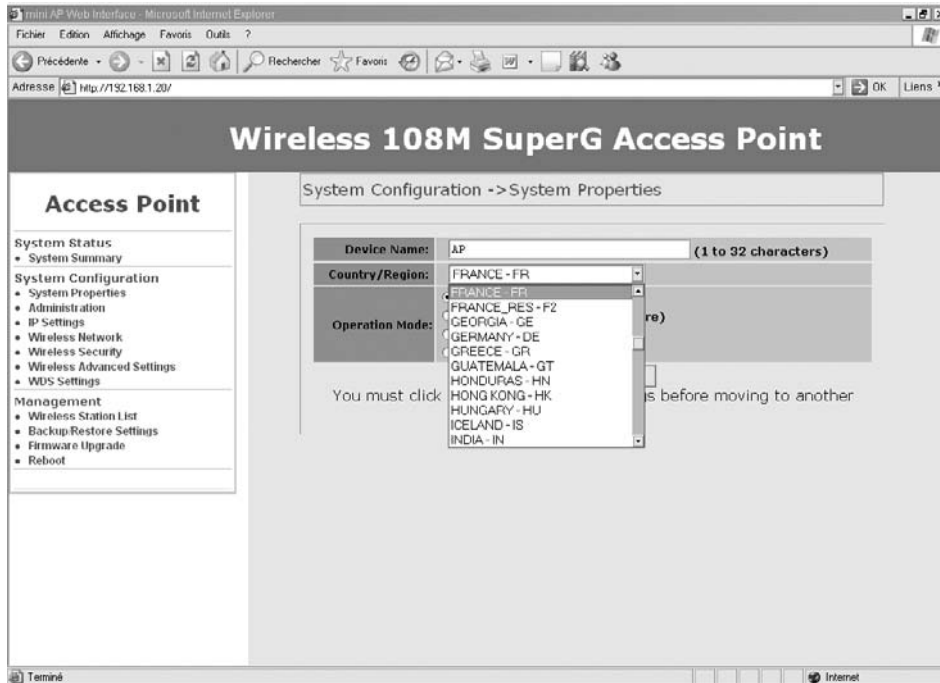 mini AP Web Interface - Microsoft Internet Explorer
Fichier Edition Affichage Favoris Outils ?
Précédente Rechercher Favoris
Adresse http://192.168.1.20/ OK Liens
Wireless 108M SuperG Access Point
Access Point
System Status
System Summary
System Configuration
System Properties
Administration
IP Settings
Wireless Network
Wireless Security
Wireless Advanced Settings
WDS Settings
Management
Wireless Station List
Backup/Restore Settings
Firmware Upgrade
Reboot
System Configuration ->System Properties
Device Name: AP (1 to 32 characters)
Country/Region: FRANCE - FR
Operation Mode: re)
FRANCE - FR
FRANCE_RES - F2
GEORGIA - GE
GERMANY - DE
GREECE - GR
GUATEMALA - GT
HONDURAS - HN
HONG KONG - HK
HUNGARY - HU
ICELAND - IS
INDIA - IN
You must click s before moving to another
Terminé Internet